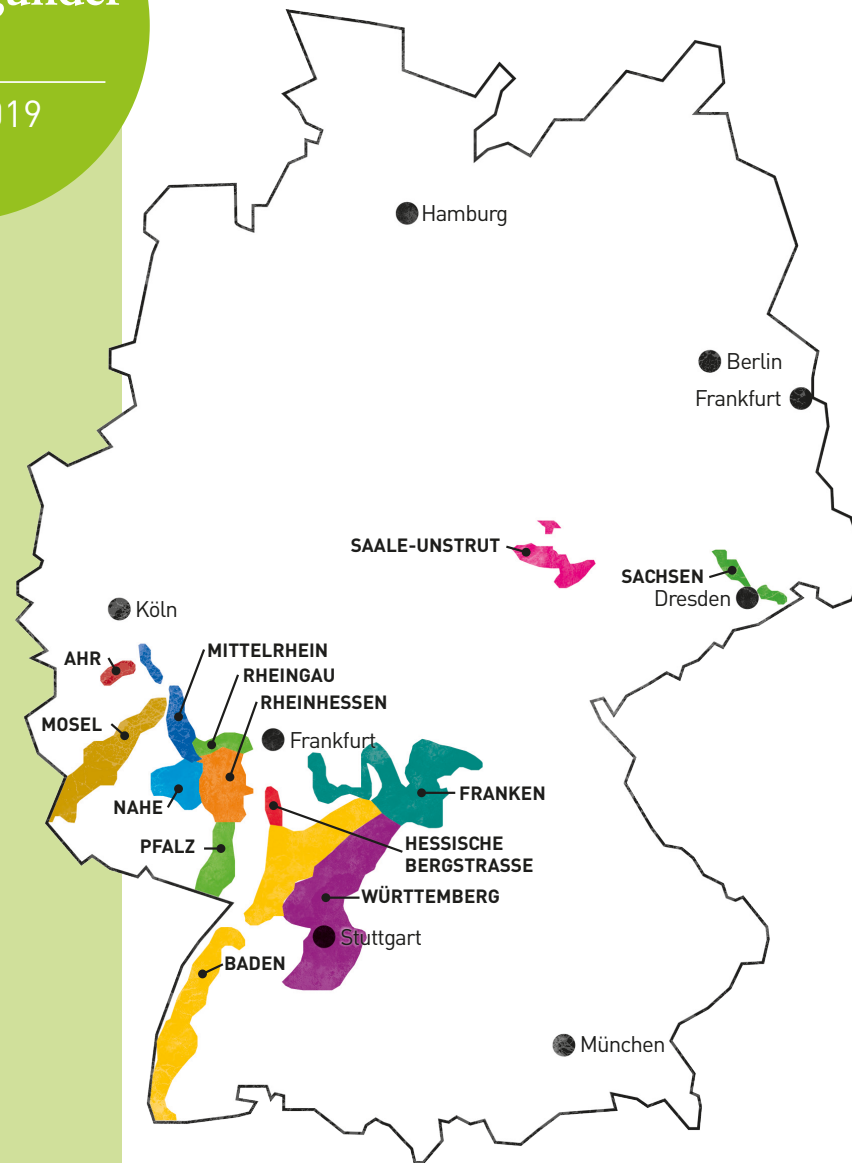 Hamburg
Berlin
Frankfurt
SAALE-UNSTRUT
SACHSEN
Dresden
Köln
MITTELRHEIN
AHR
RHEINGAU
RHEINHESSEN
MOSEL
Frankfurt
NAHE
FRANKEN
PFALZ
HESSISCHE
BERGSTRASSE
WÜRTTEMBERG
Stuttgart
BADEN
München